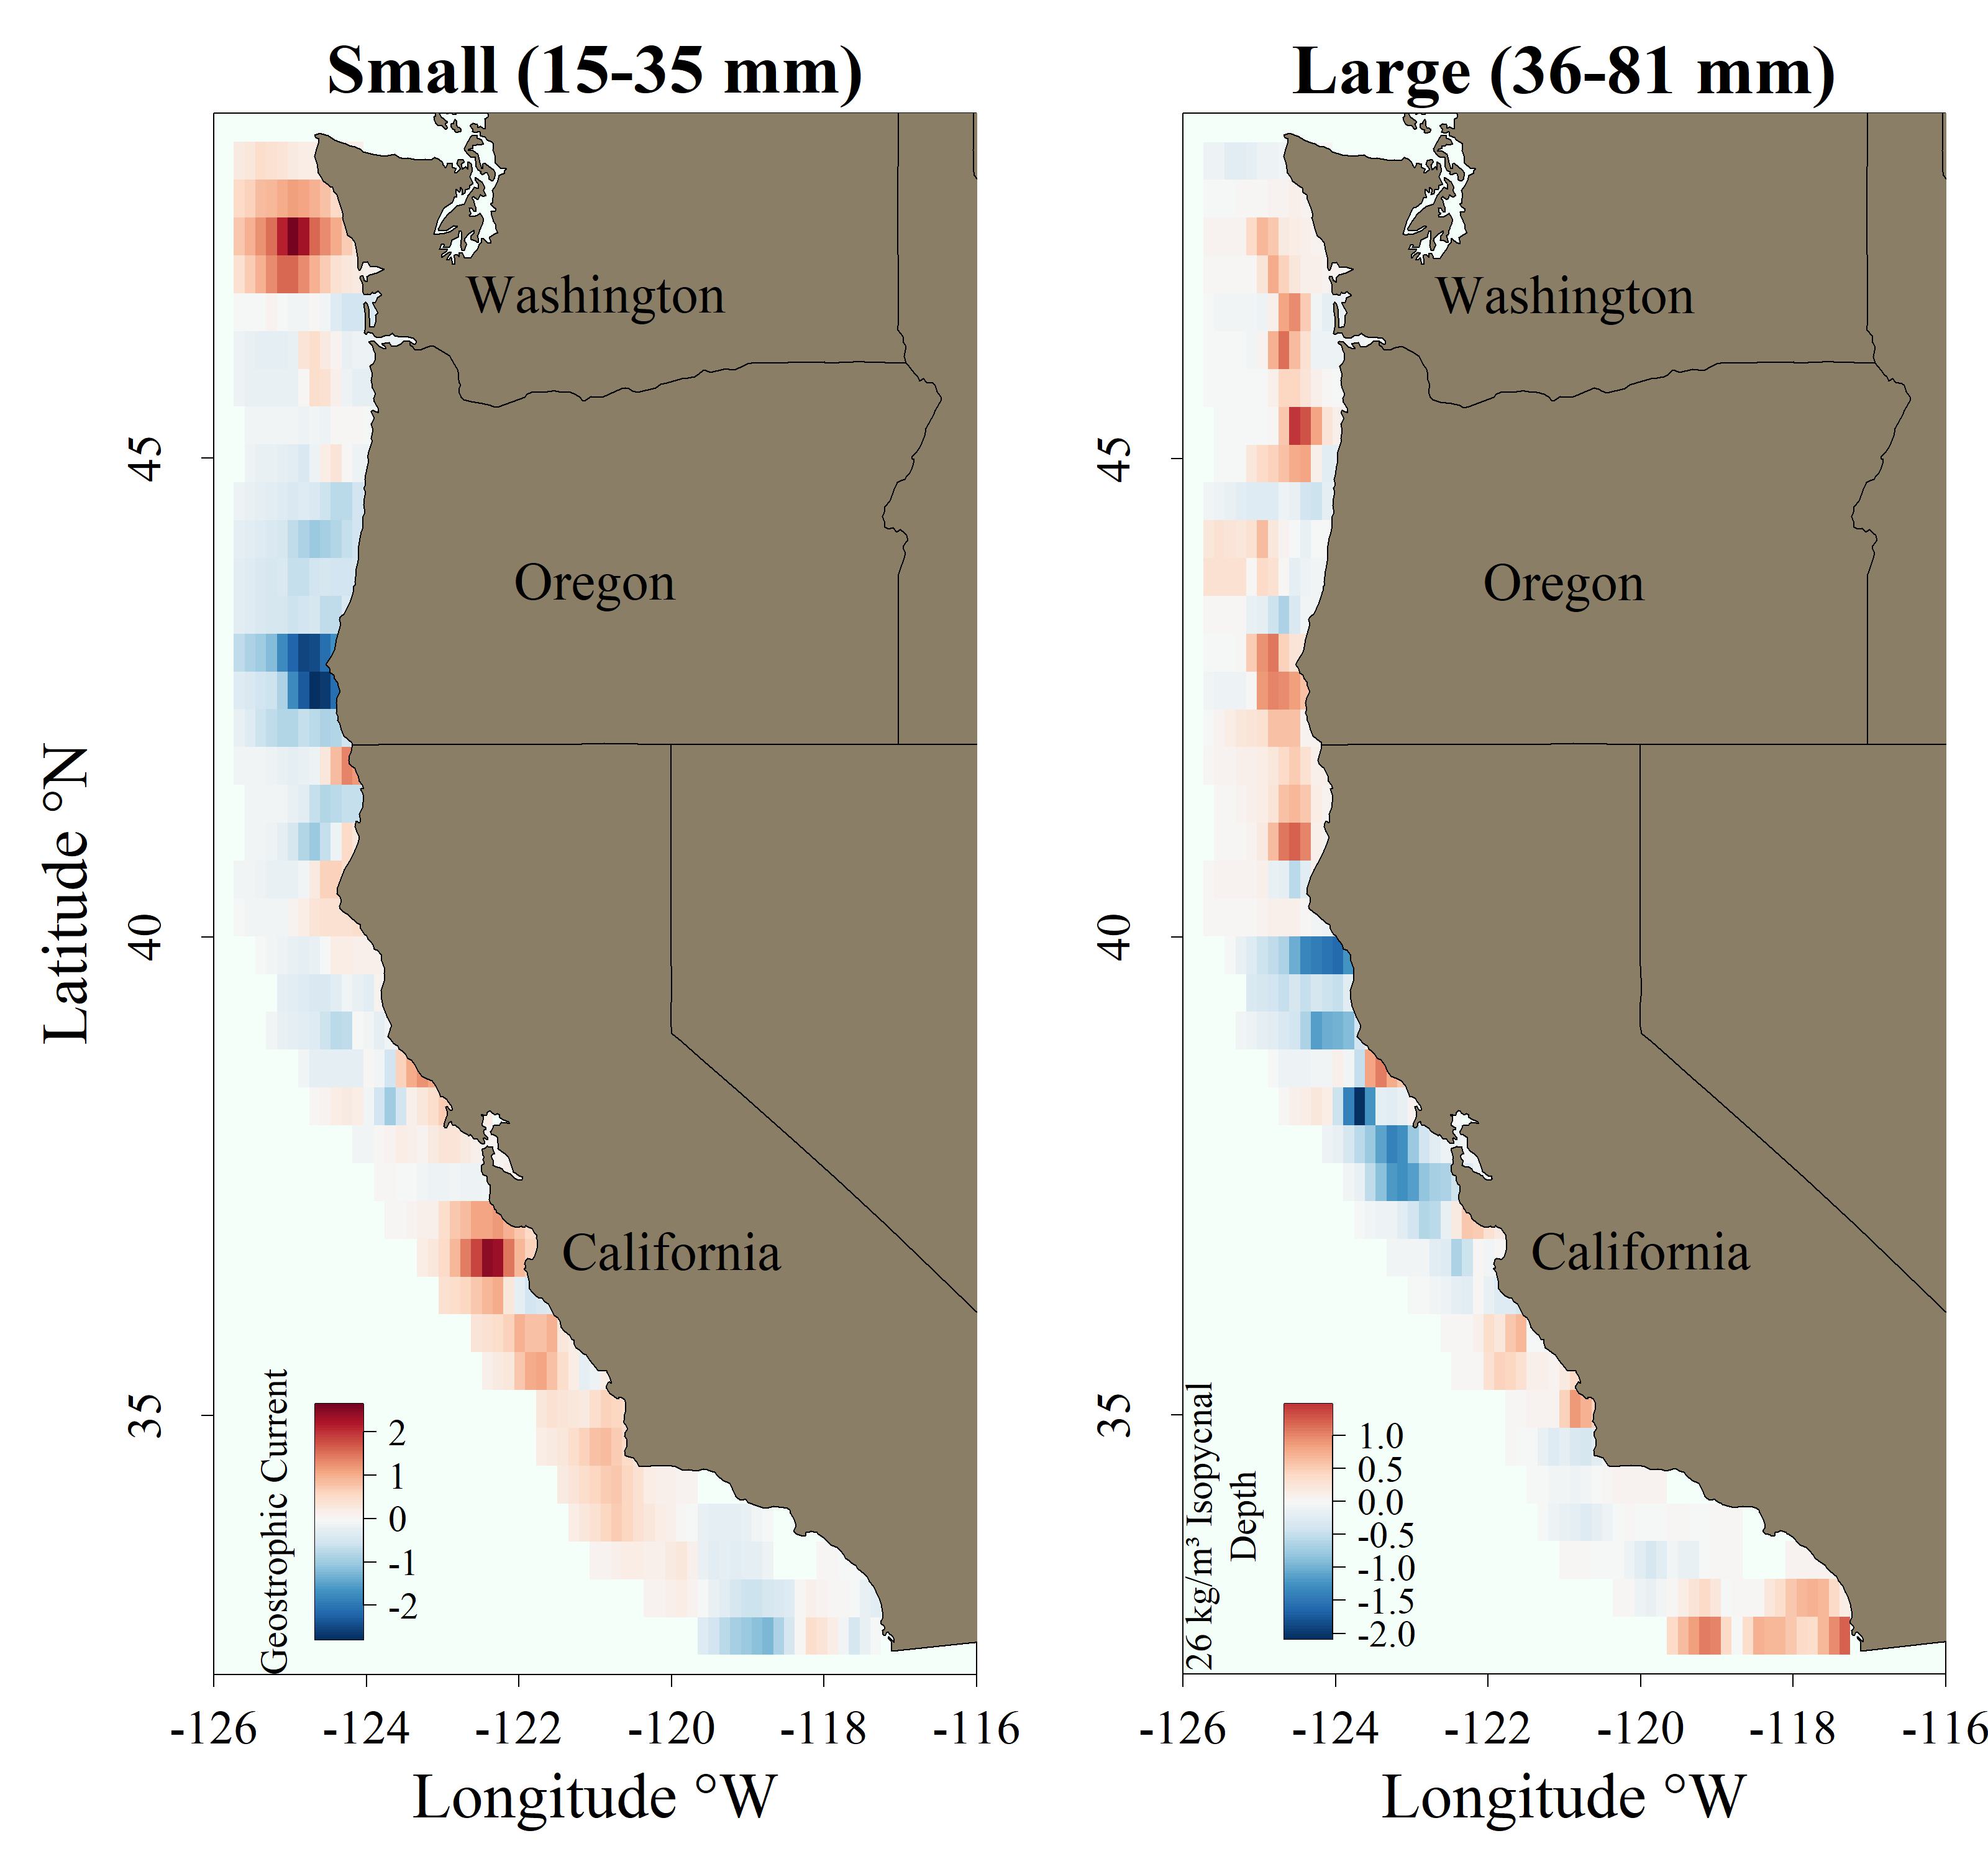 Small (15-35 mm)
Large (36-81 mm)
Washington
Oregon
California
Washington
Oregon
California
Latitude °N
45
40
35
45
40
35
Geostrophic Current
2
1
0
-1
-2
26 kg/m³ Isopycnal
Depth
1.0
0.5
0.0
-0.5
-1.0
-1.5
-2.0
-126 -124 -122 -120 -118 -116
-126 -124 -122 -120 -118 -116
Longitude °W
Longitude °W